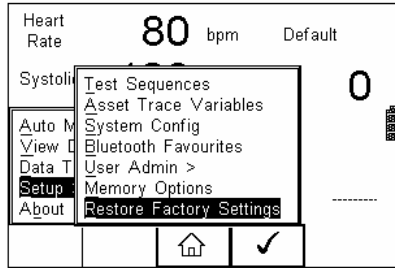 Heart Rate 80 bpm Default
Systolic
0
Test Sequences
Asset Trace Variables
System Config
Bluetooth Favourites
User Admin >
Memory Options
Restore Factory Settings
Auto M
View D
Data T
Setup >
About
---------